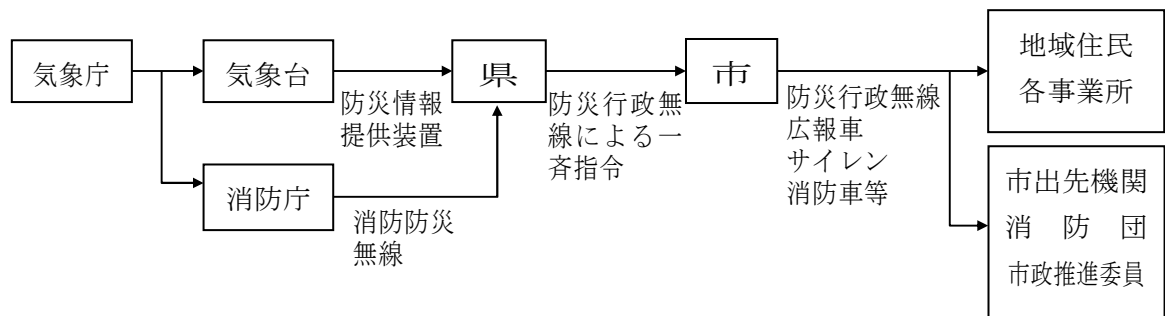 気象庁
気象台
防災情報
提供装置
消防庁
消防防災
無線
県
防災行政無
線による一
斉指令
市
防災行政無線
広報車
サイレン
消防車等
地域住民
各事業所
市出先機関
消　防　団
市政推進委員